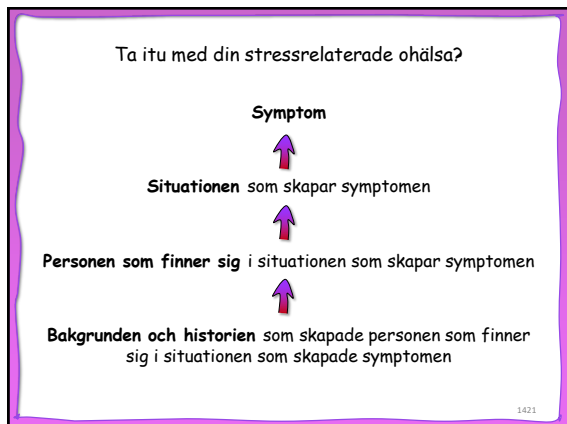 Ta itu med din stressrelaterade ohälsa?
Symptom
Situationen som skapar symptomen
Personen som finner sig i situationen som skapar symptomen
Bakgrunden och historien som skapade personen som finner
sig i situationen som skapade symptomen
1421